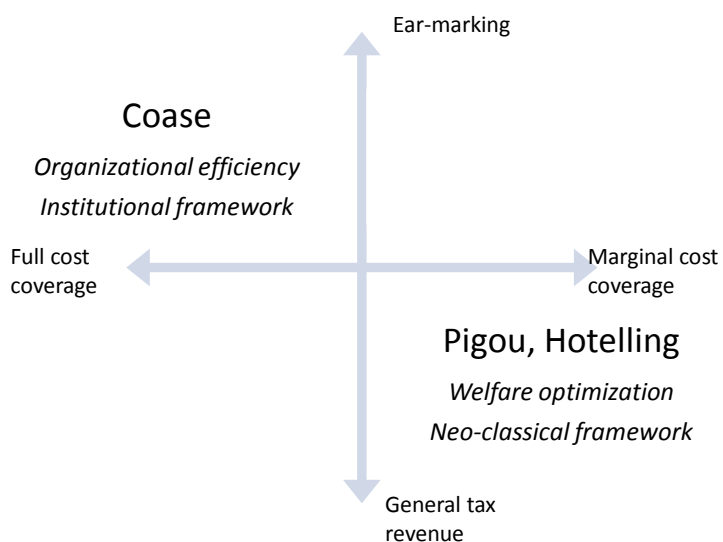 Ear-marking
Coase
Organizational efficiency
Institutional framework
Full cost
coverage
Marginal cost
coverage
Pigou, Hotelling
Welfare optimization
Neo-classical framework
General tax
revenue